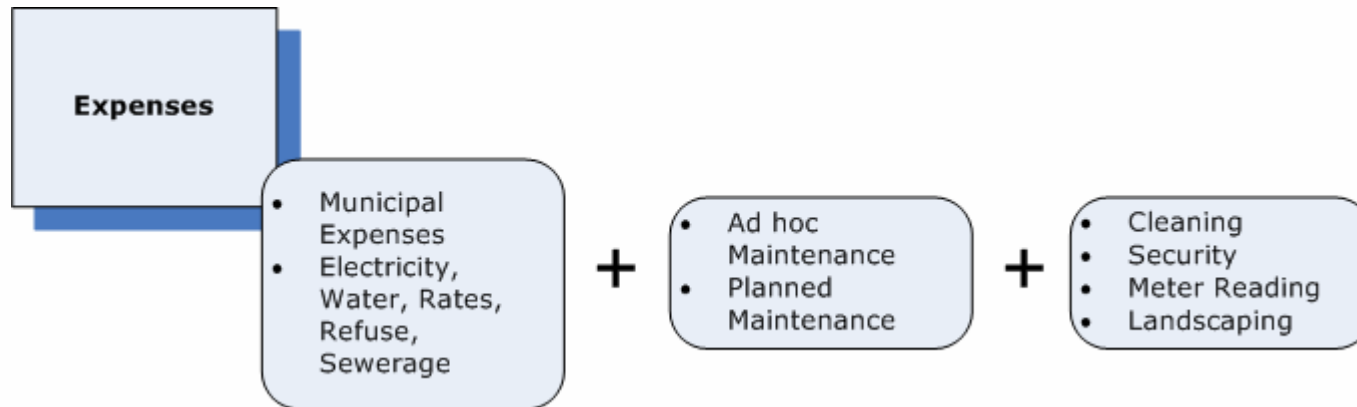 Expenses
• Municipal
Expenses
• Electricity,
Water, Rates,
Refuse,
Sewerage
+
• Ad hoc
Maintenance
• Planned
Maintenance
+
• Cleaning
• Security
• Meter Reading
• Landscaping